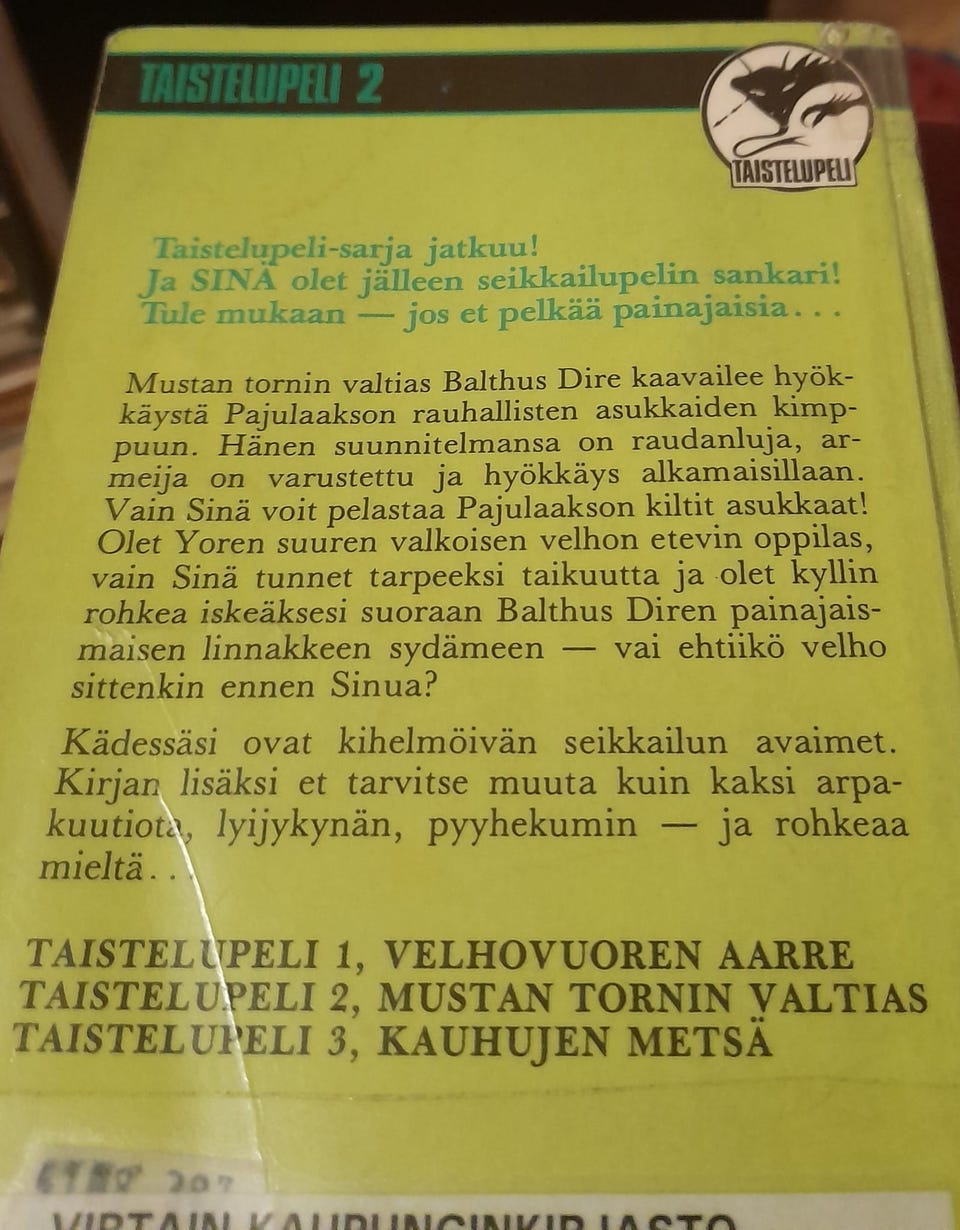 TAISTELUPELI 2
TAISTELUPELI
Taistelupeli-sarja jatkuu!
Ja SINÄ olet jälleen seikkailupelin sankari!
Tule mukaan — jos et pelkää painajaisia...
Mustan tornin valtias Balthus Dire kaavailee hyök-
käystä Pajulaakson rauhallisten asukkaiden kimp-
puun. Hänen suunnitelmansa on raudanluja, ar-
meija on varustettu ja hyökkäys alkamaisillaan.
Vain Sinä voit pelastaa Pajulaakson kiltit asukkaat!
Olet Yoren suuren valkoisen velhon etevin oppilas,
vain Sinä tunnet tarpeeksi taikuutta ja olet kyllin
rohkea iskeäksesi suoraan Balthus Diren painajais-
maisen linnakkeen sydämeen — vai ehtiikö velho
sittenkin ennen Sinua?
Kädessäsi ovat kihelmöivän seikkailun avaimet.
Kirjan lisäksi et tarvitse muuta kuin kaksi arpa-
kuutiota, lyijykynän, pyyhekumin — ja rohkeaa
mieltä...
TAISTELUPELI 1, VELHOVUOREN AARRE
TAISTELUPELI 2, MUSTAN TORNIN VALTIAS
TAISTELUPELI 3, KAUHUJEN METSÄ
VIRTAIN KAUPUNGINKIRJASTO